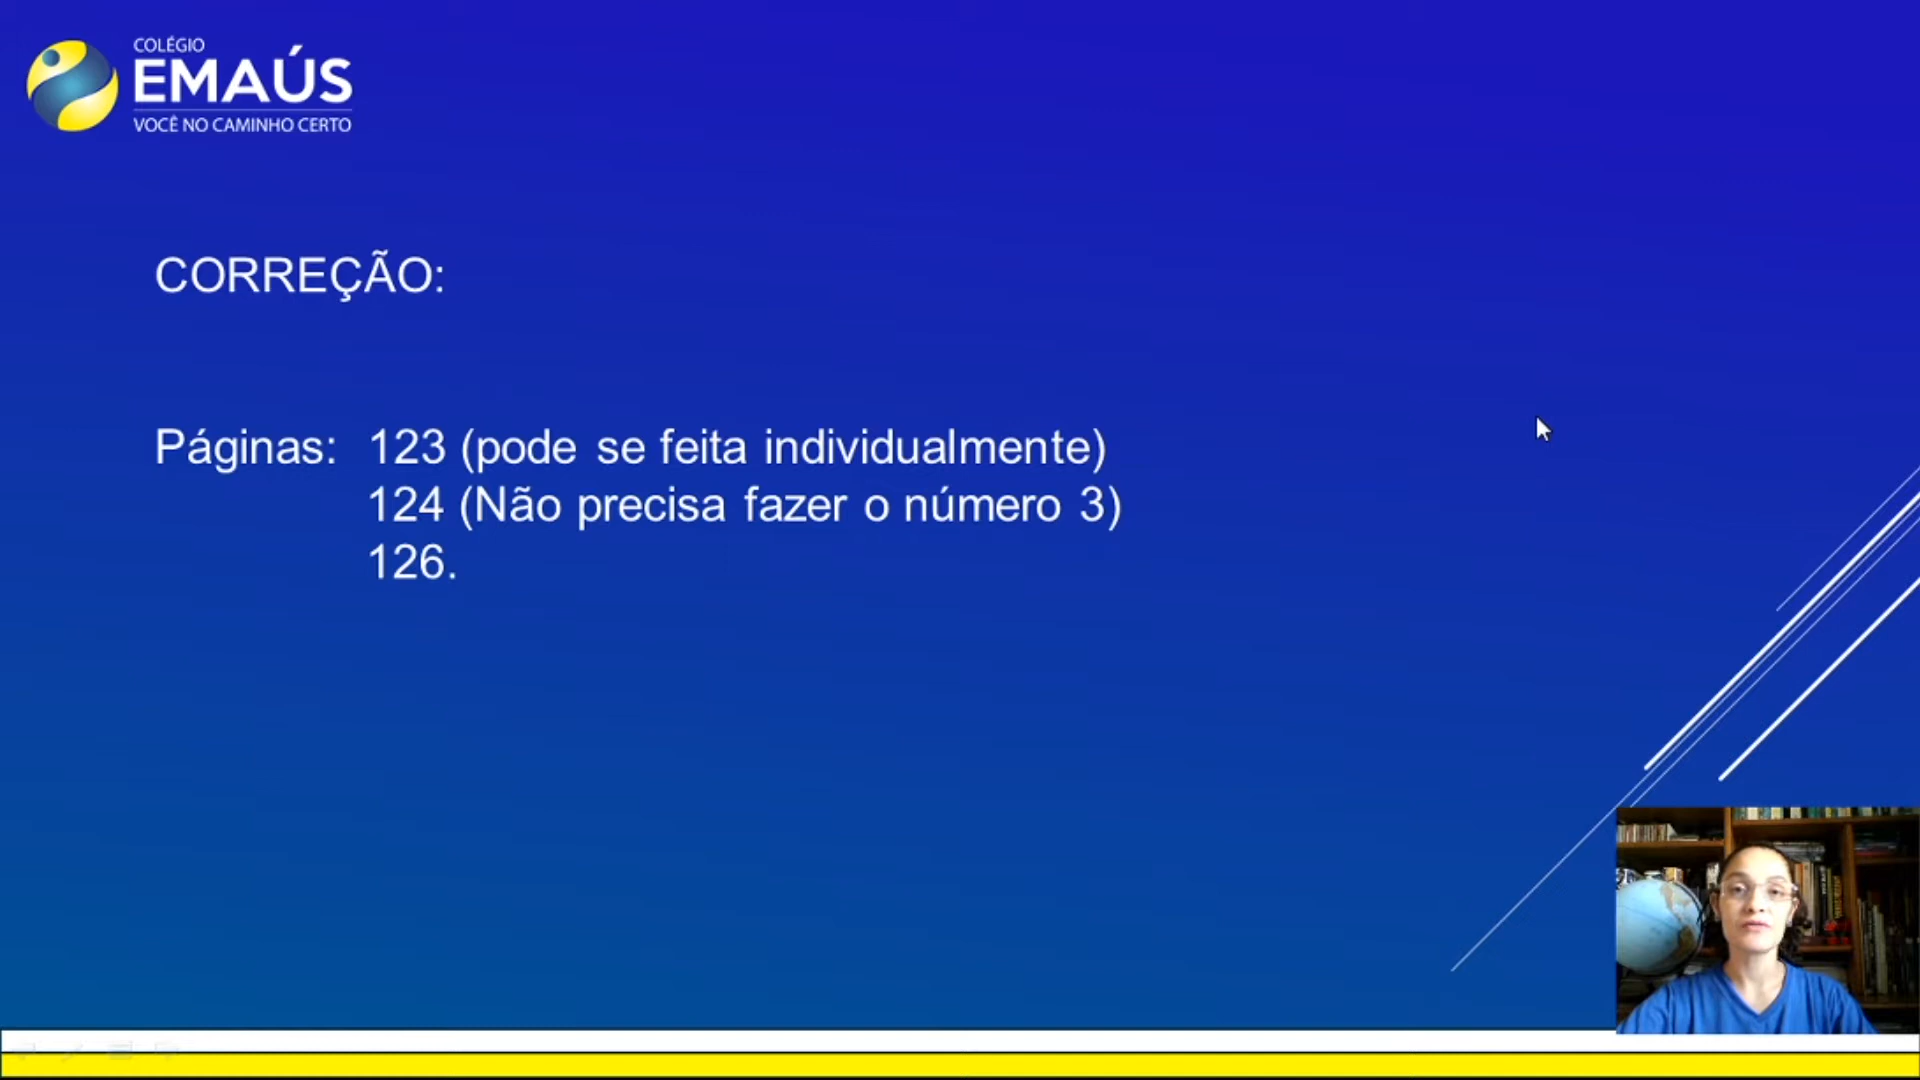 COLÉGIO
EMAÚS
VOCÊ NO CAMINHO CERTO
CORREÇÃO:
Páginas: 123 (pode se feita individualmente)
124 (Não precisa fazer o número 3)
126.